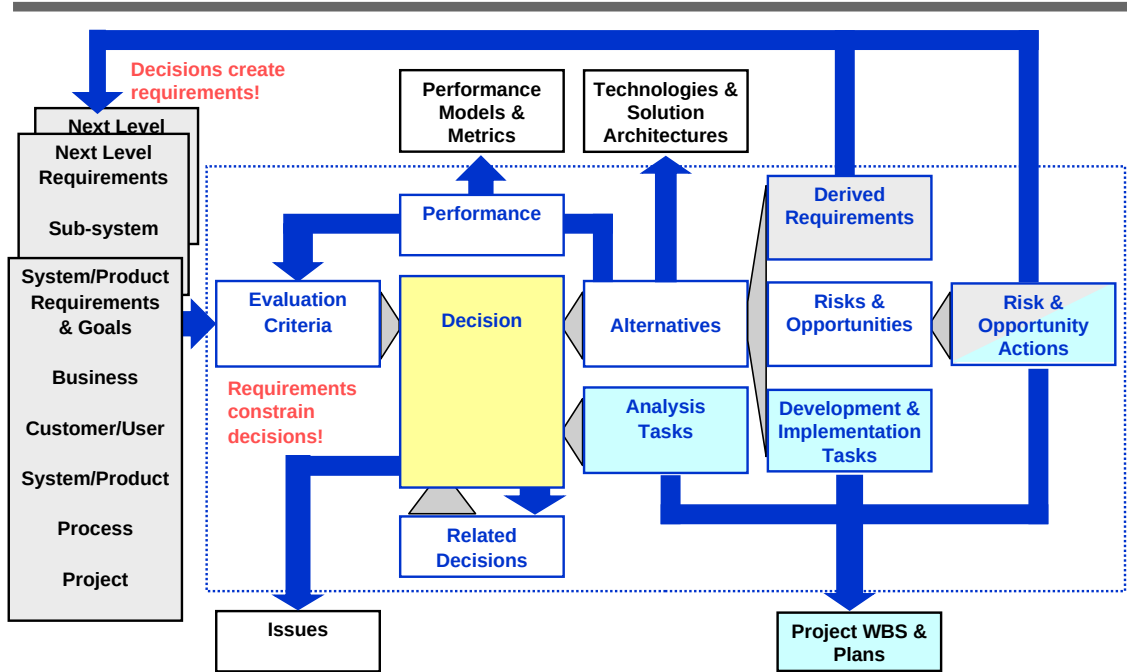 Decisions create
requirements!
Performance
Models &
Metrics
Technologies &
Solution
Architectures
Next Level
Next Level
Requirements
Sub-system
System/Product
Requirements
& Goals
Business
Customer/User
System/Product
Process
Project
Performance
Derived
Requirements
Evaluation
Criteria
Decision
Alternatives
Risks &
Opportunities
Risk &
Opportunity
Actions
Requirements
constrain
decisions!
Analysis
Tasks
Development &
Implementation
Tasks
Related
Decisions
Issues
Project WBS &
Plans